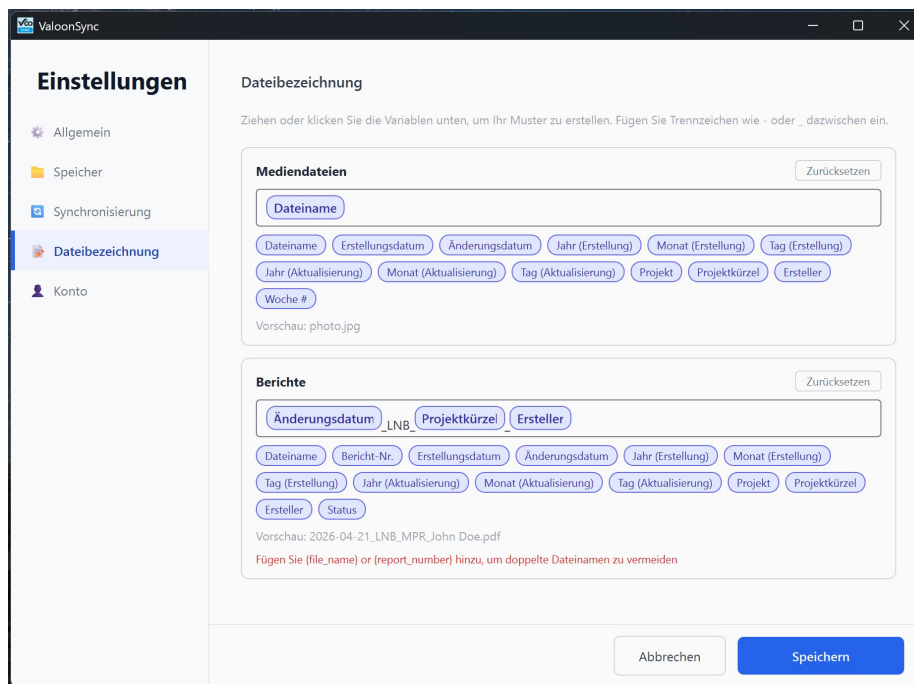 ValoonSync
Einstellungen
Allgemein
Speicher
Synchronisierung
Dateibezeichnung
Konto
Dateibezeichnung
Ziehen oder klicken Sie die Variablen unten, um Ihr Muster zu erstellen. Fügen Sie Trennzeichen wie - oder _ dazwischen ein.
Mediendateien Zurücksetzen
Dateiname
Dateiname Erstellungsdatum Änderungsdatum Jahr (Erstellung) Monat (Erstellung) Tag (Erstellung)
Jahr (Aktualisierung) Monat (Aktualisierung) Tag (Aktualisierung) Projekt Projektkürzel Ersteller
Woche #
Vorschau: photo.jpg
Berichte Zurücksetzen
Änderungsdatum _LNB_ Projektkürzel _ Ersteller
Dateiname Bericht-Nr. Erstellungsdatum Änderungsdatum Jahr (Erstellung) Monat (Erstellung)
Tag (Erstellung) Jahr (Aktualisierung) Monat (Aktualisierung) Tag (Aktualisierung) Projekt Projektkürzel
Ersteller Status
Vorschau: 2026-04-21_LNB_MPR_John Doe.pdf
Fügen Sie {file_name} or {report_number} hinzu, um doppelte Dateinamen zu vermeiden
Abbrechen Speichern